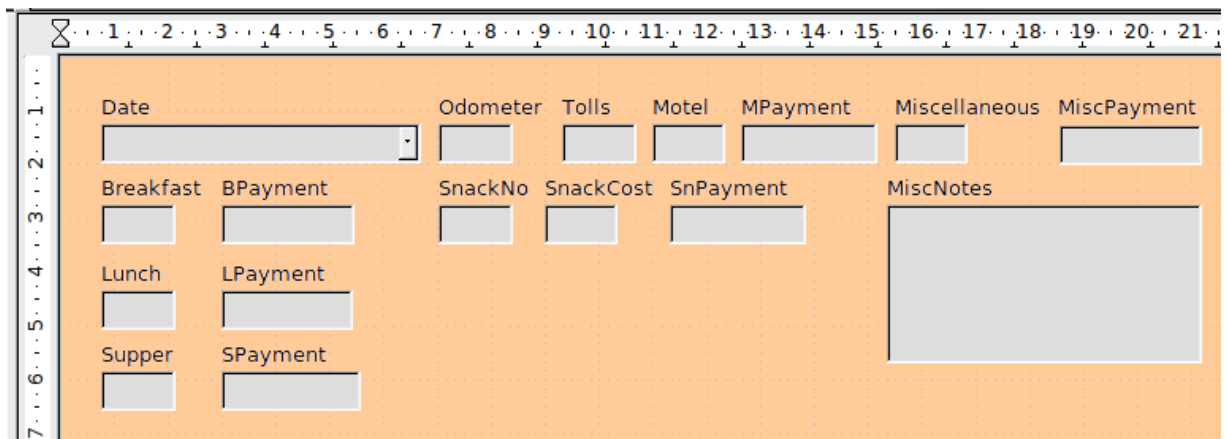 1 2 3 4 5 6 7 8 9 10 11 12 13 14 15 16 17 18 19 20 21
1
2
3
4
5
6
7
Date Odometer Tolls Motel MPayment Miscellaneous MiscPayment
Breakfast BPayment SnackNo SnackCost SnPayment MiscNotes
Lunch LPayment
Supper SPayment